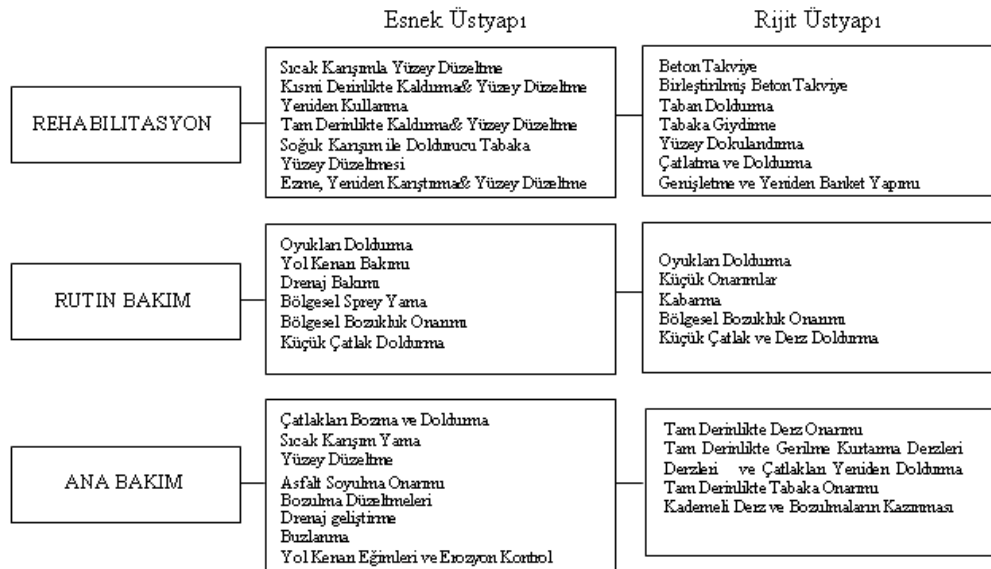 Esnek Üstyapı
Rijit Üstyapı
REHABILITASYON
Sıcak Karışımla Yüzey Düzeltme
Kısmi Derinlikte Kaldırma& Yüzey Düzeltme
Yeniden Kullanma
Tam Derinlikte Kaldırma& Yüzey Düzeltme
Soğuk Karışım ile Doldurucu Tabaka
Yüzey Düzeltmesi
Ezme, Yeniden Karıştırma& Yüzey Düzeltme
Beton Takviye
Birleştirilmiş Beton Takviye
Taban Doldurma
Tabaka Giydirme
Yüzey Dokulandırma
Çatlatma ve Doldurma
Genişletme ve Yeniden Banket Yapımı
RUTIN BAKIM
Oyukları Doldurma
Yol Kenarı Bakımı
Drenaj Bakımı
Bölgesel Sprey Yama
Bölgesel Bozukluk Onarımı
Küçük Çatlak Doldurma
Oyukları Doldurma
Küçük Onarımlar
Kabarma
Bölgesel Bozukluk Onarımı
Küçük Çatlak ve Derz Doldurma
ANA BAKIM
Çatlakları Bozma ve Doldurma
Sıcak Karışım Yama
Yüzey Düzeltme
Asfalt Soyulma Onarımı
Bozulma Düzeltmeleri
Drenaj geliştirme
Buzlanma
Yol Kenarı Eğimleri ve Erozyon Kontrol
Tam Derinlikte Derz Onarımı
Tam Derinlikte Gerilme Kurtarma Derzleri
Derzleri ve Çatlakları Yeniden Doldurma
Tam Derinlikte Tabaka Onarımı
Kademeli Derz ve Bozulmaların Kazınması